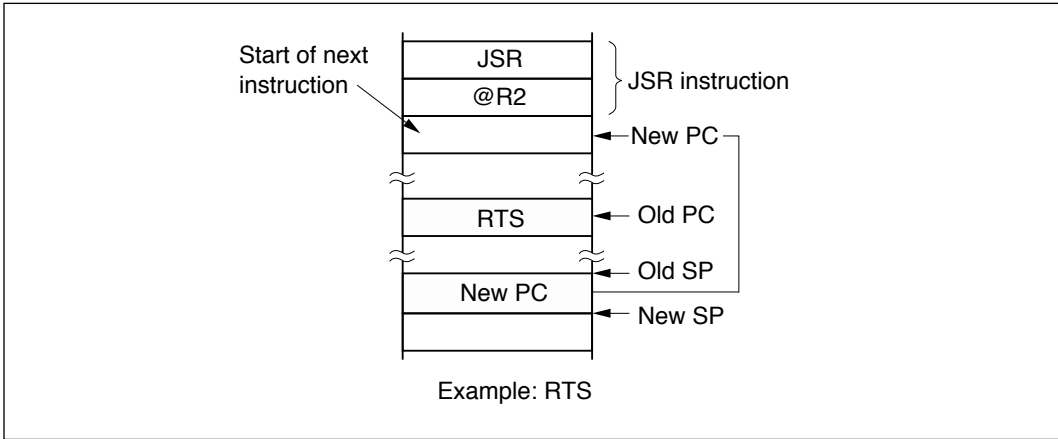 Start of next
instruction
JSR
@R2
JSR instruction
New PC
RTS
Old PC
Old SP
New PC
New SP
Example: RTS